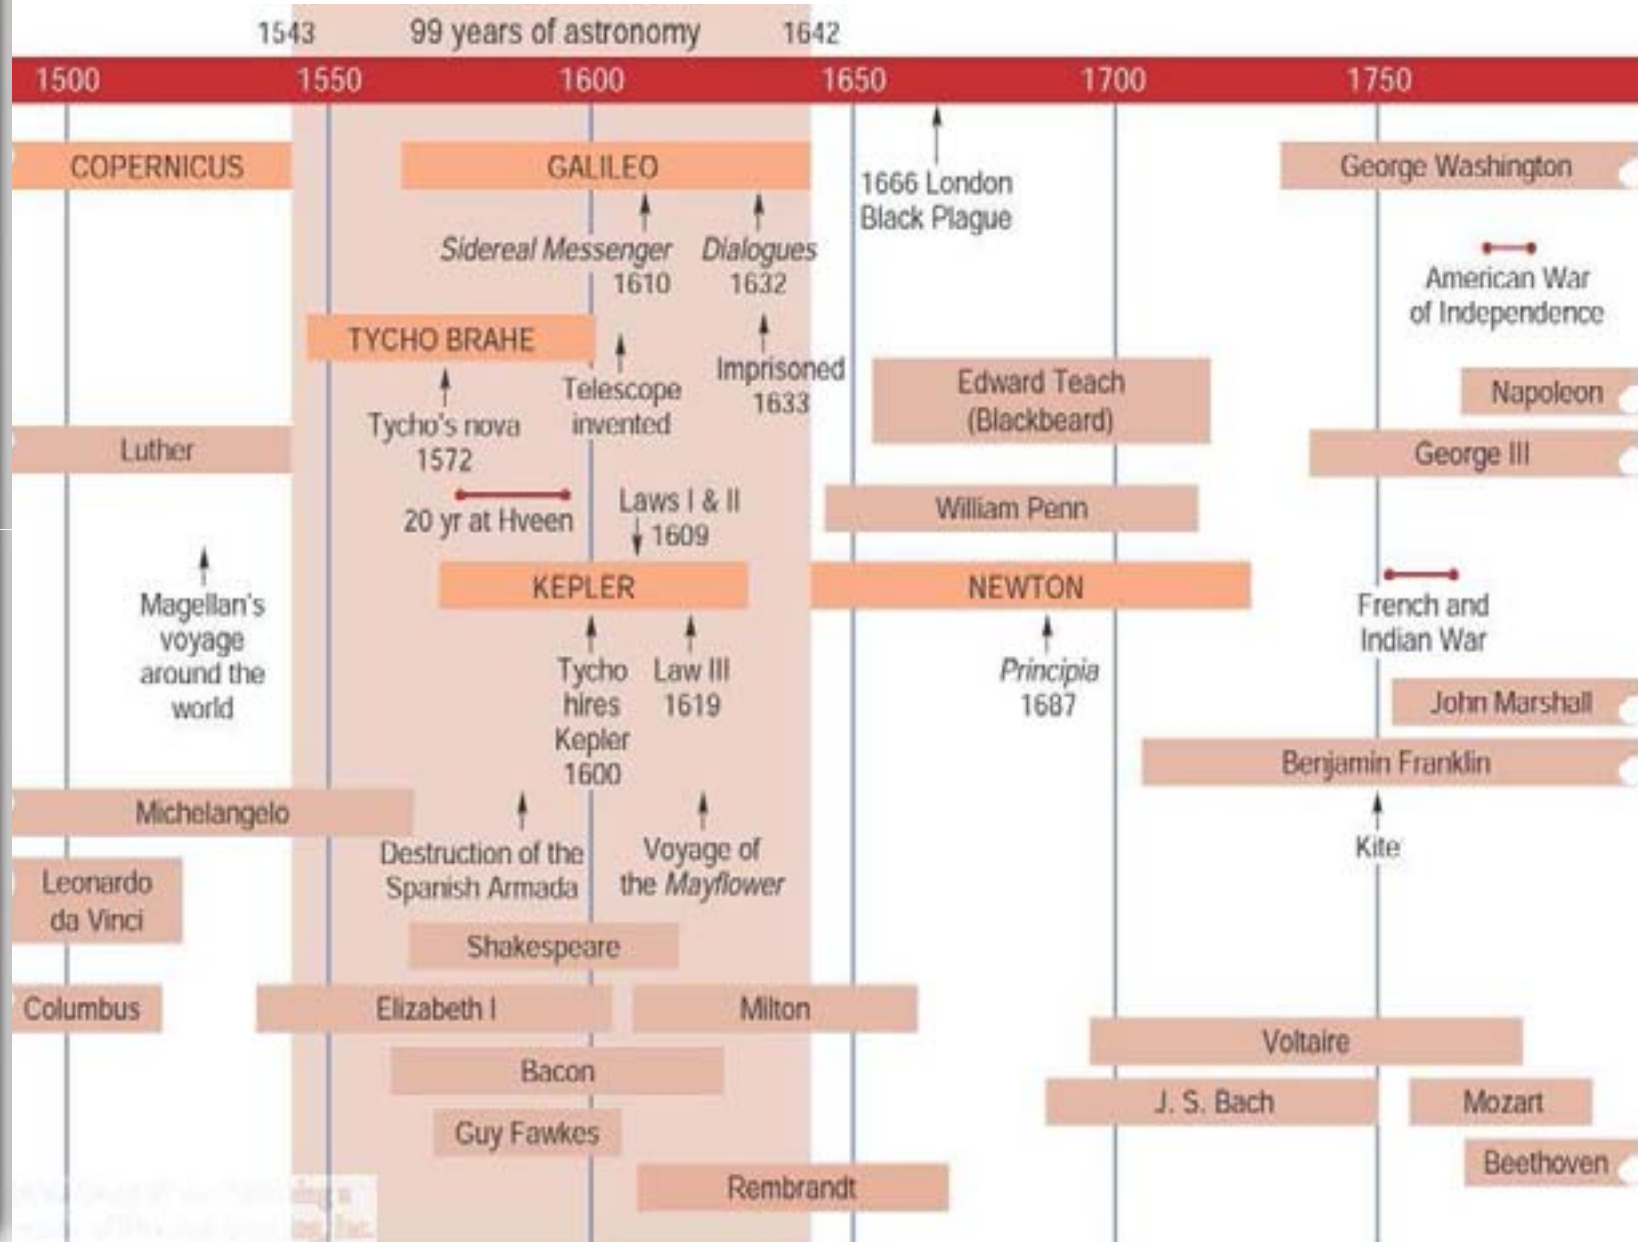 1543
99 years of astronomy
1642
1500
1550
1600
1650
1700
1750
COPERNICUS
GALILEO
George Washington
1666 London
Black Plague
Sidereal Messenger
1610
Dialogues
1632
American War
of Independence
TYCHO BRAHE
Telescope
invented
Imprisoned
1633
Edward Teach
(Blackbeard)
Napoleon
Tycho's nova
1572
Luther
George III
20 yr at Hveen
Laws I & II
1609
William Penn
KEPLER
NEWTON
French and
Indian War
Magellan's
voyage
around the
world
Tycho
hires
Kepler
1600
Law III
1619
Principia
1687
John Marshall
Benjamin Franklin
Michelangelo
Destruction of the
Spanish Armada
Voyage of
the Mayflower
Kite
Leonardo
da Vinci
Shakespeare
Columbus
Elizabeth I
Milton
Voltaire
Bacon
J. S. Bach
Mozart
Guy Fawkes
Beethoven
Rembrandt